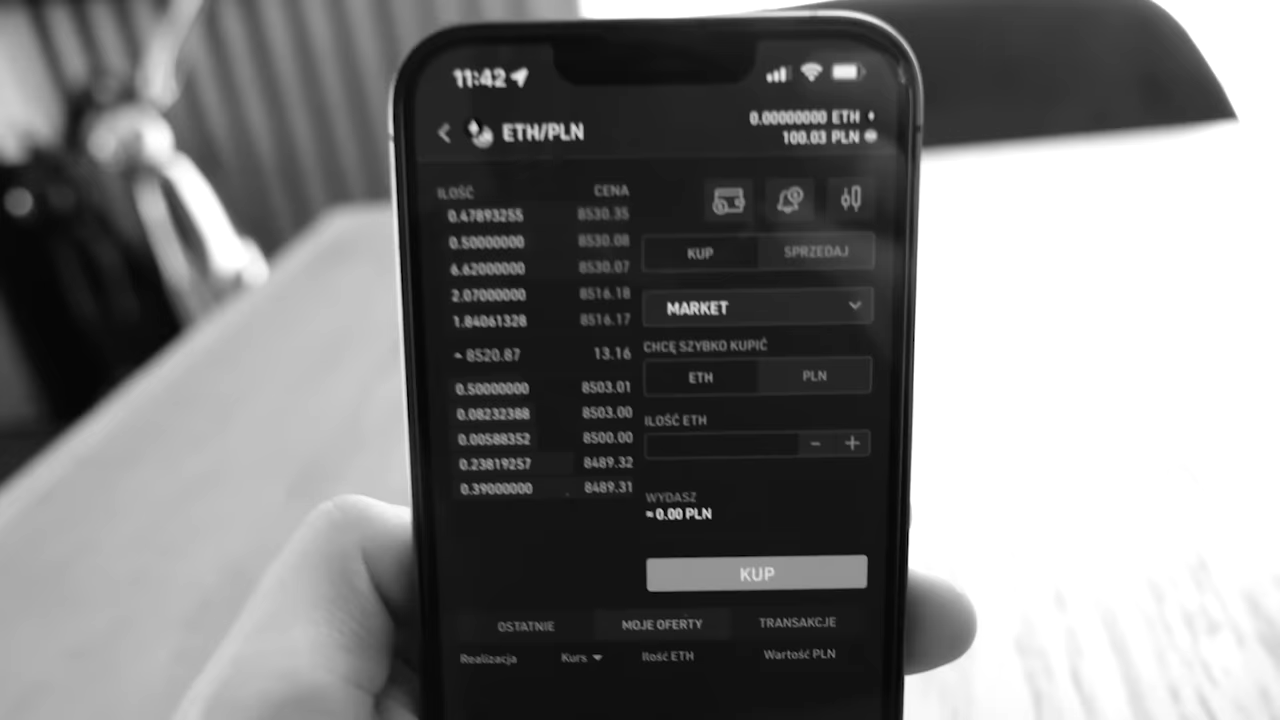 11:42
ETH/PLN
0.00000000 ETH
100.03 PLN
ILOŚĆ CENA
0.47893255 8530.35
0.50000000 8530.08
6.62000000 8530.07
2.07000000 8516.18
1.84061328 8516.17
8520.87 13.16
0.50000000 8503.01
0.08232388 8503.00
0.00588352 8500.00
0.23819257 8489.32
0.39000000 8489.31
KUP SPRZEDAJ
MARKET
CHCĘ SZYBKO KUPIĆ
ETH PLN
ILOŚĆ ETH
- +
WYDASZ
≈0.00 PLN
KUP
OSTATNIE MOJE OFERTY TRANSAKCJE
Realizacja Kurs Ilość ETH Wartość PLN